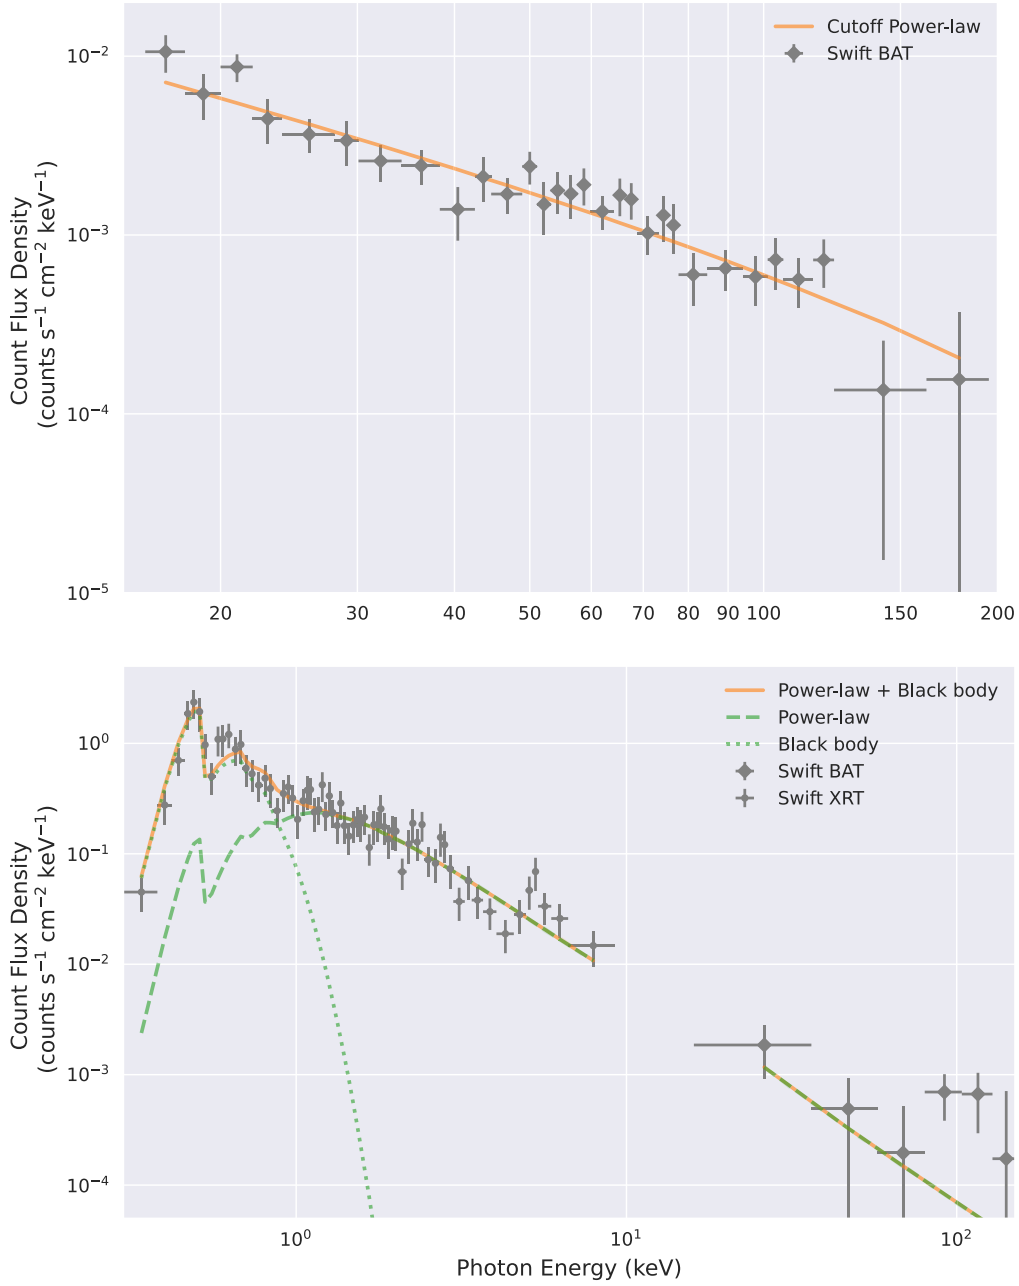 Cutoff Power-law
Swift BAT
10⁻²
10⁻³
10⁻⁴
10⁻⁵
Count Flux Density
(counts s⁻¹ cm⁻² keV⁻¹)
20 30 40 50 60 70 80 90 100 150 200
Power-law + Black body
Power-law
Black body
Swift BAT
Swift XRT
10⁰
10⁻¹
10⁻²
10⁻³
10⁻⁴
Count Flux Density
(counts s⁻¹ cm⁻² keV⁻¹)
10⁰ 10¹ 10²
Photon Energy (keV)